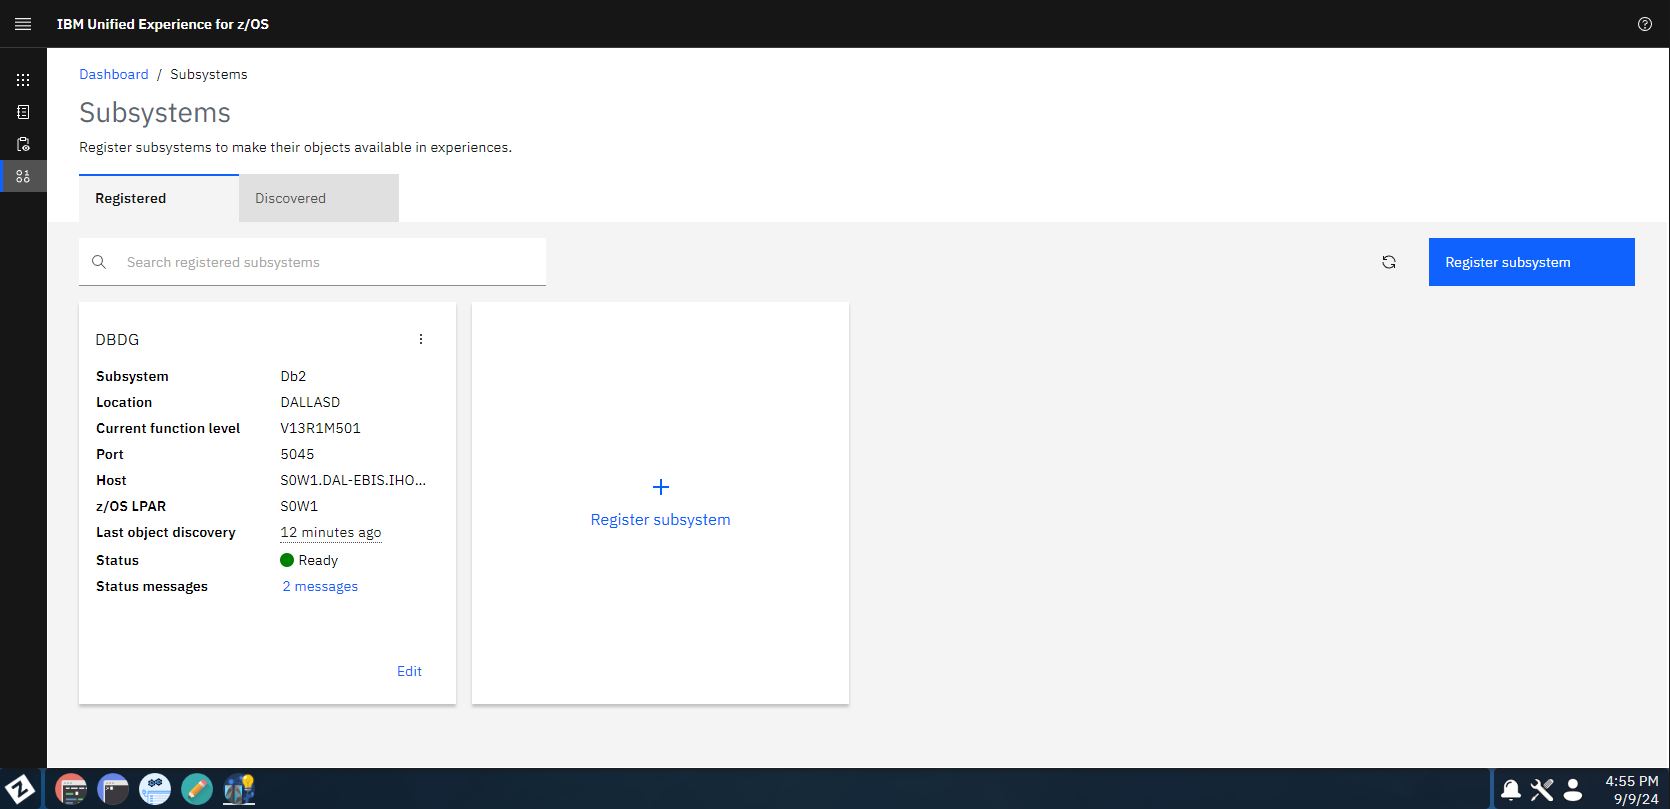 IBM Unified Experience for z/OS
Dashboard / Subsystems
Subsystems
Register subsystems to make their objects available in experiences.
Registered
Discovered
Search registered subsystems
Register subsystem
DBDG
Subsystem Db2
Location DALLASD
Current function level V13R1M501
Port 5045
Host S0W1.DAL-EBIS.IHO...
z/OS LPAR S0W1
Last object discovery 12 minutes ago
Status Ready
Status messages 2 messages
Edit
+
Register subsystem
4:55 PM
9/9/24